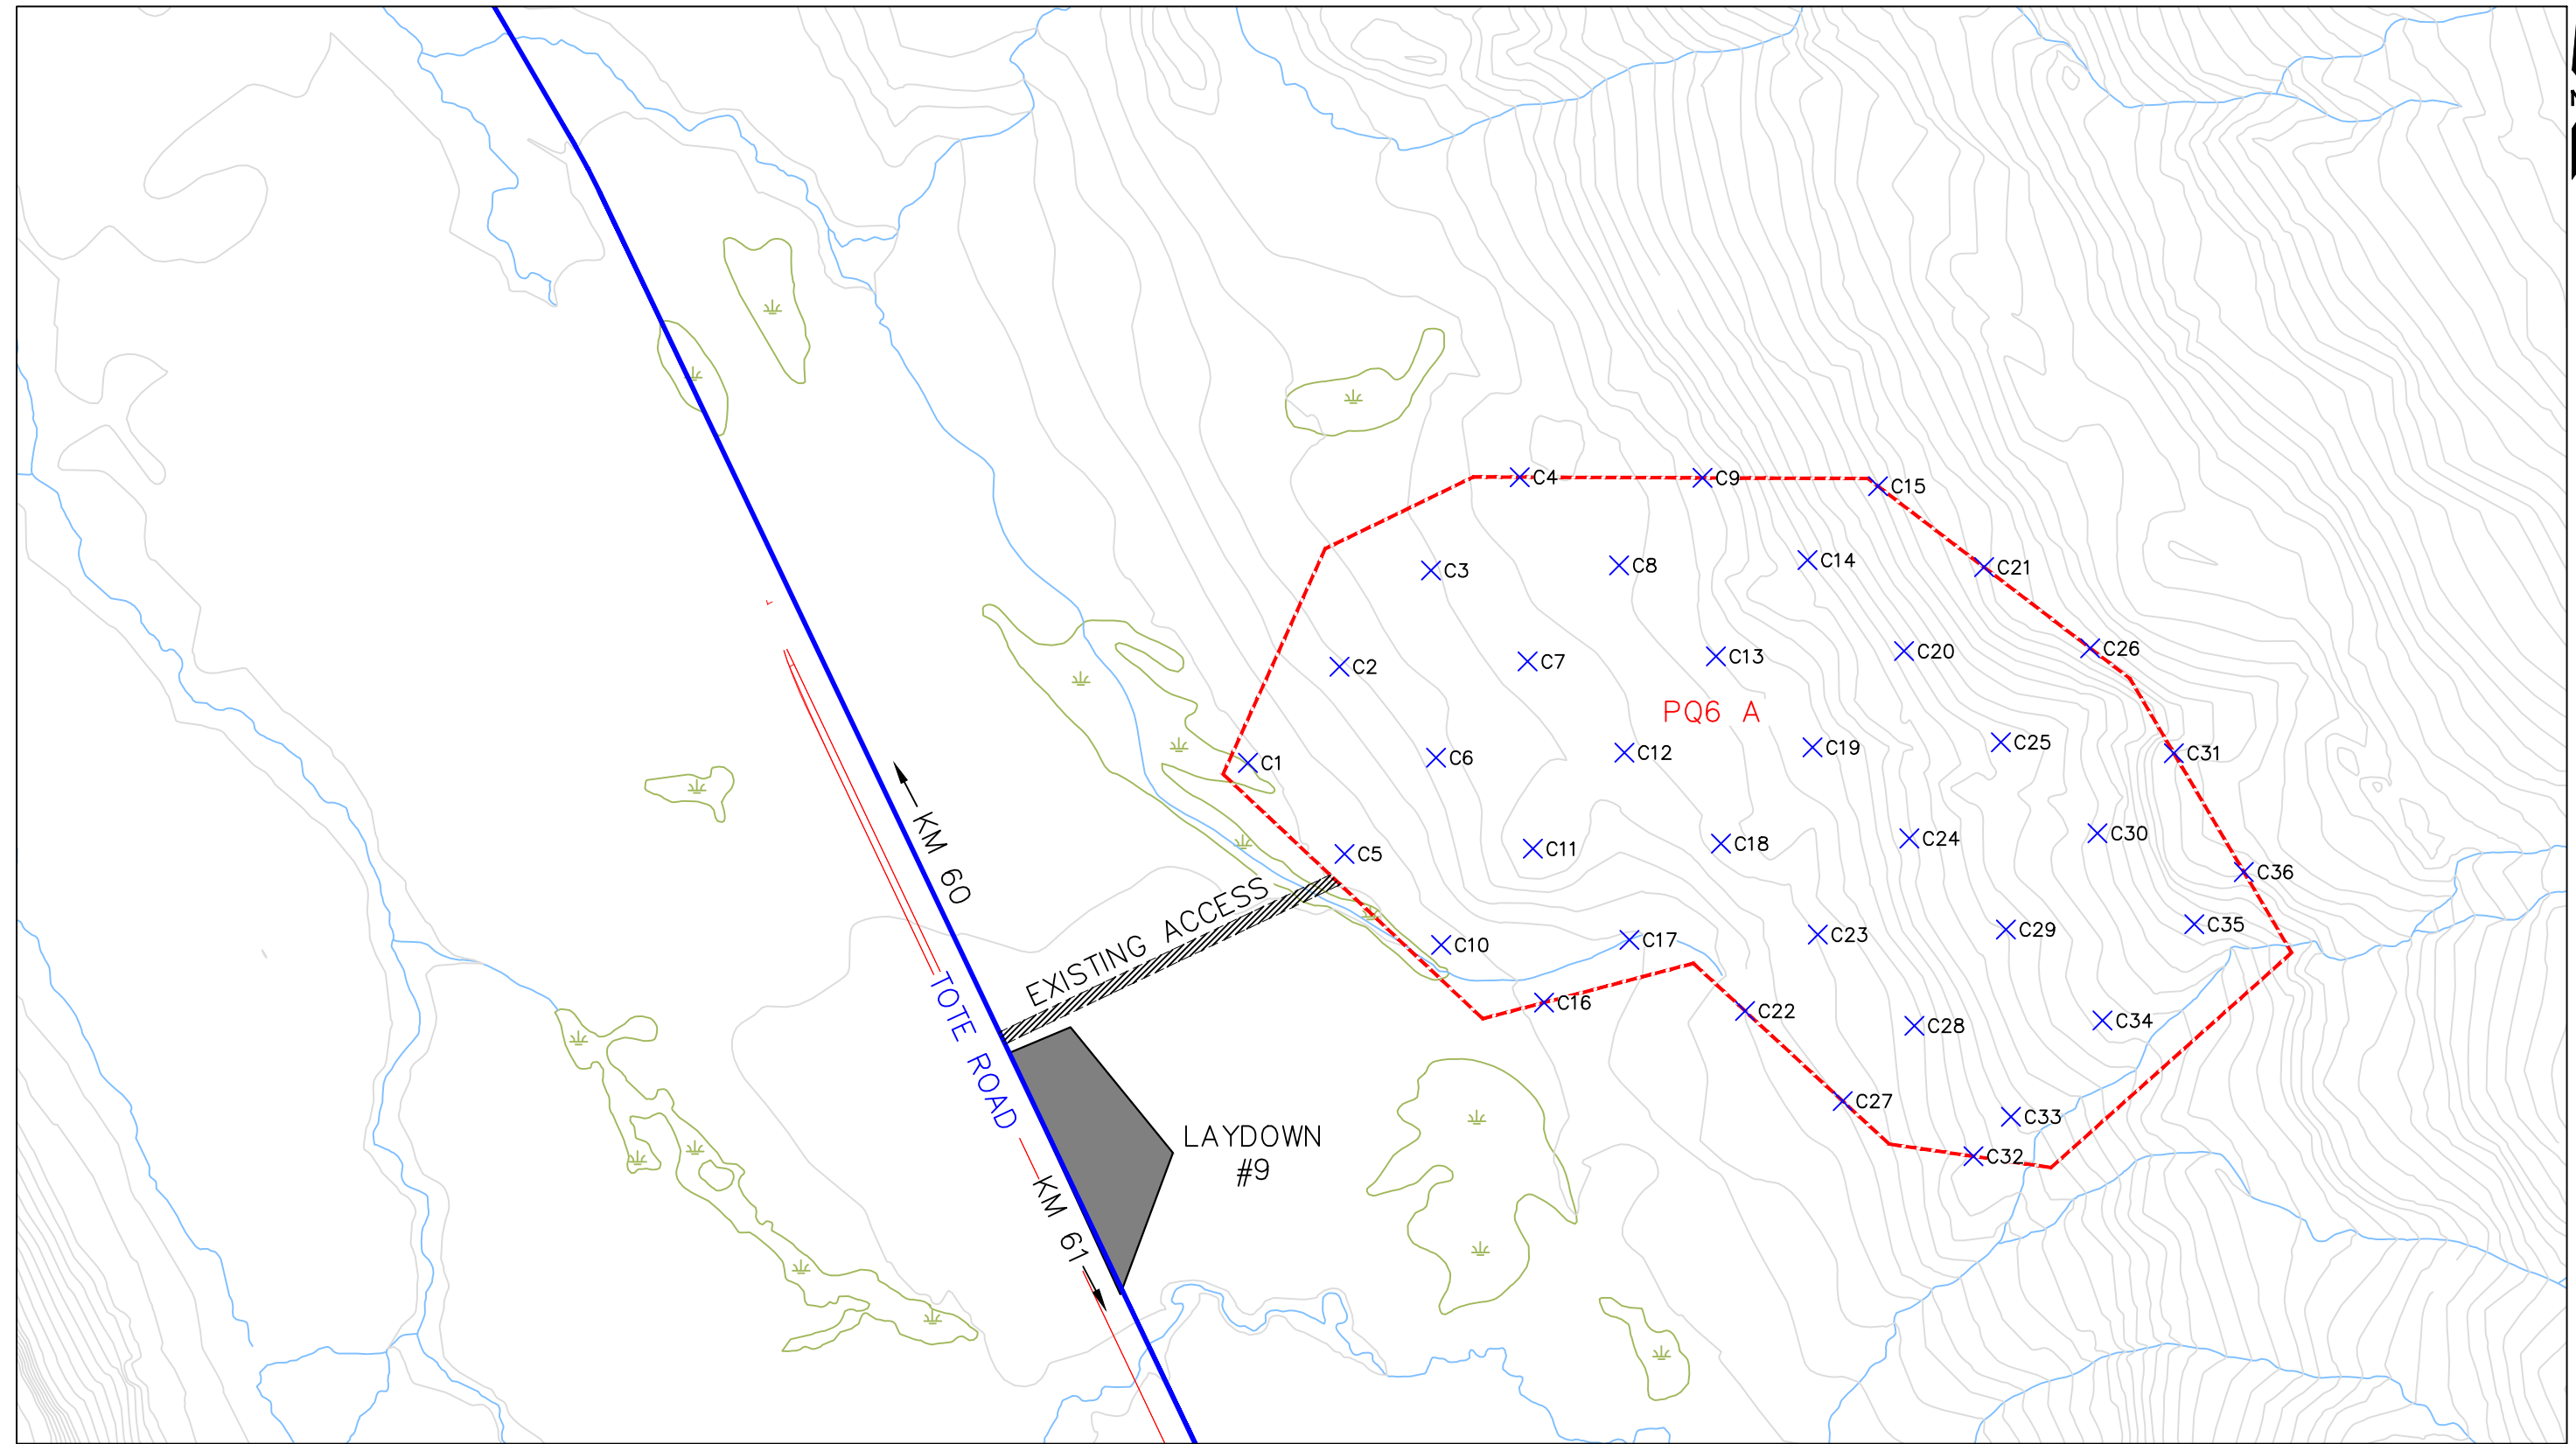 N
C4
C9
C15
C3
C8
C14
C21
C2
C7
C13
C20
C26
PQ6 A
C1
C6
C12
C19
C25
C31
C5
C11
C18
C24
C30
C36
KM 60
EXISTING ACCESS
C10
C17
C23
C29
C35
TOTE ROAD
C16
C22
C28
C34
C27
C33
LAYDOWN
#9
C32
KM 61